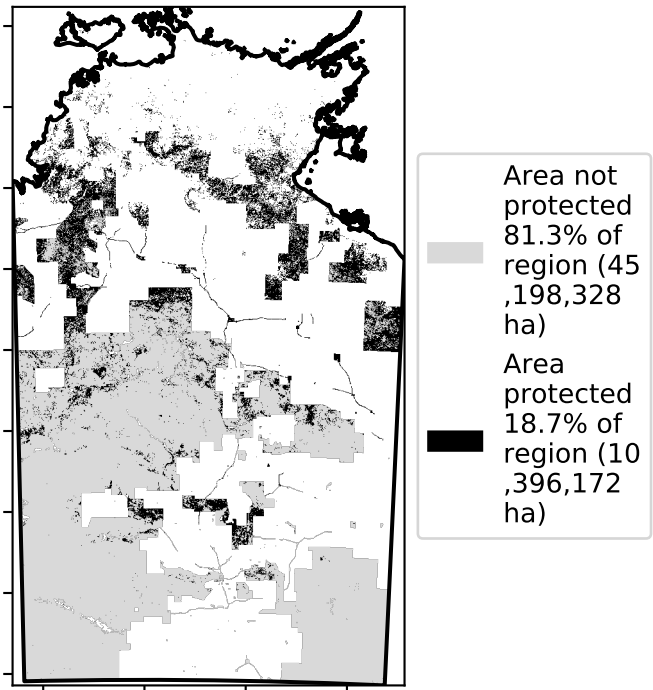 Area not
protected
81.3% of
region (45
,198,328
ha)
Area
protected
18.7% of
region (10
,396,172
ha)